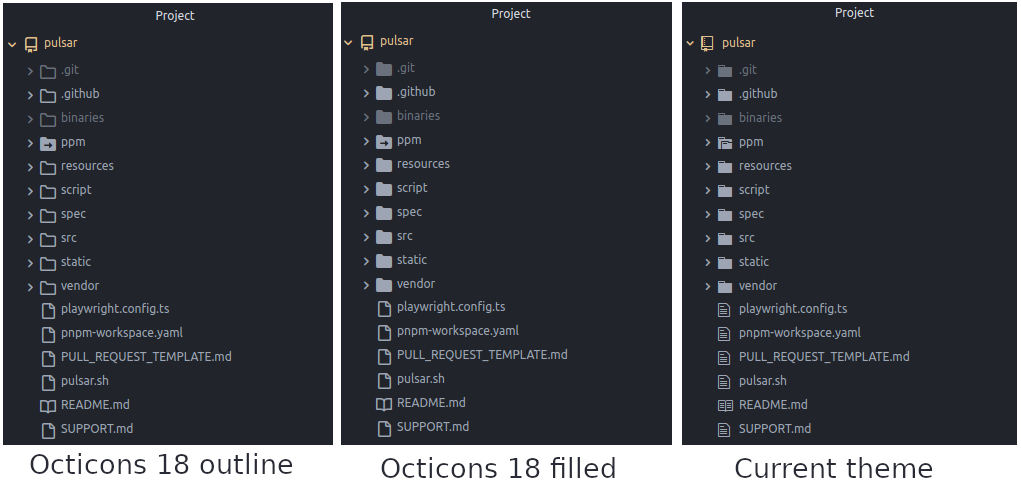 Project
pulsar
.git
.github
binaries
ppm
resources
script
spec
src
static
vendor
playwright.config.ts
pnpm-workspace.yaml
PULL_REQUEST_TEMPLATE.md
pulsar.sh
README.md
SUPPORT.md
Octicons 18 outline
Project
pulsar
.git
.github
binaries
ppm
resources
script
spec
src
static
vendor
playwright.config.ts
pnpm-workspace.yaml
PULL_REQUEST_TEMPLATE.md
pulsar.sh
README.md
SUPPORT.md
Octicons 18 filled
Project
pulsar
.git
.github
binaries
ppm
resources
script
spec
src
static
vendor
playwright.config.ts
pnpm-workspace.yaml
PULL_REQUEST_TEMPLATE.md
pulsar.sh
README.md
SUPPORT.md
Current theme